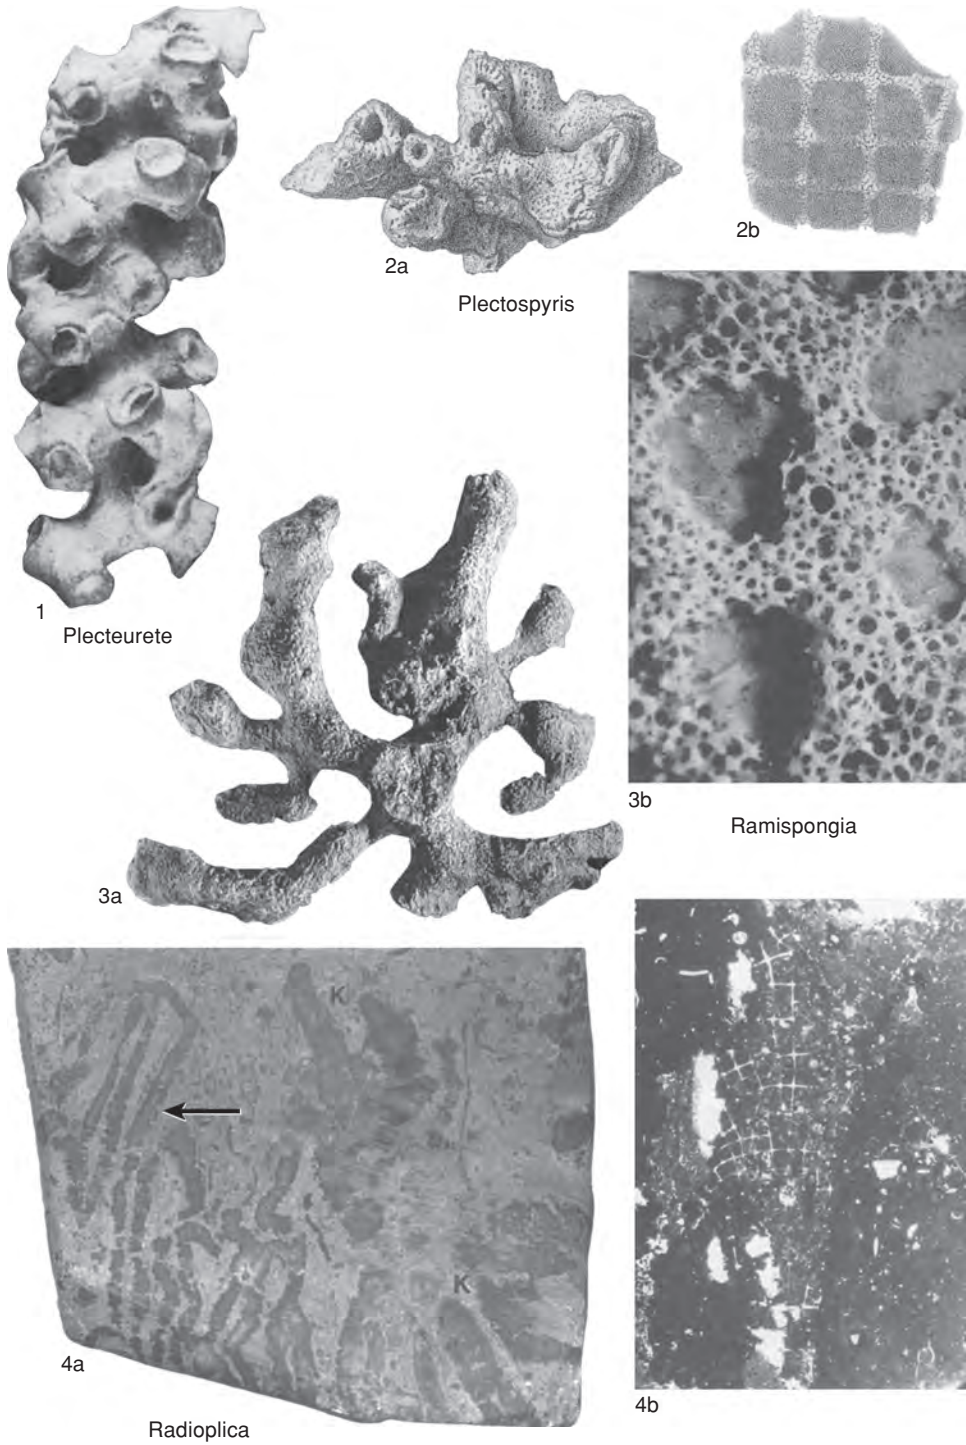 2b
2a
Plectospyris
1
Plecteurete
3b
Ramispongia
3a
K
K
4a
4b
Radioplica